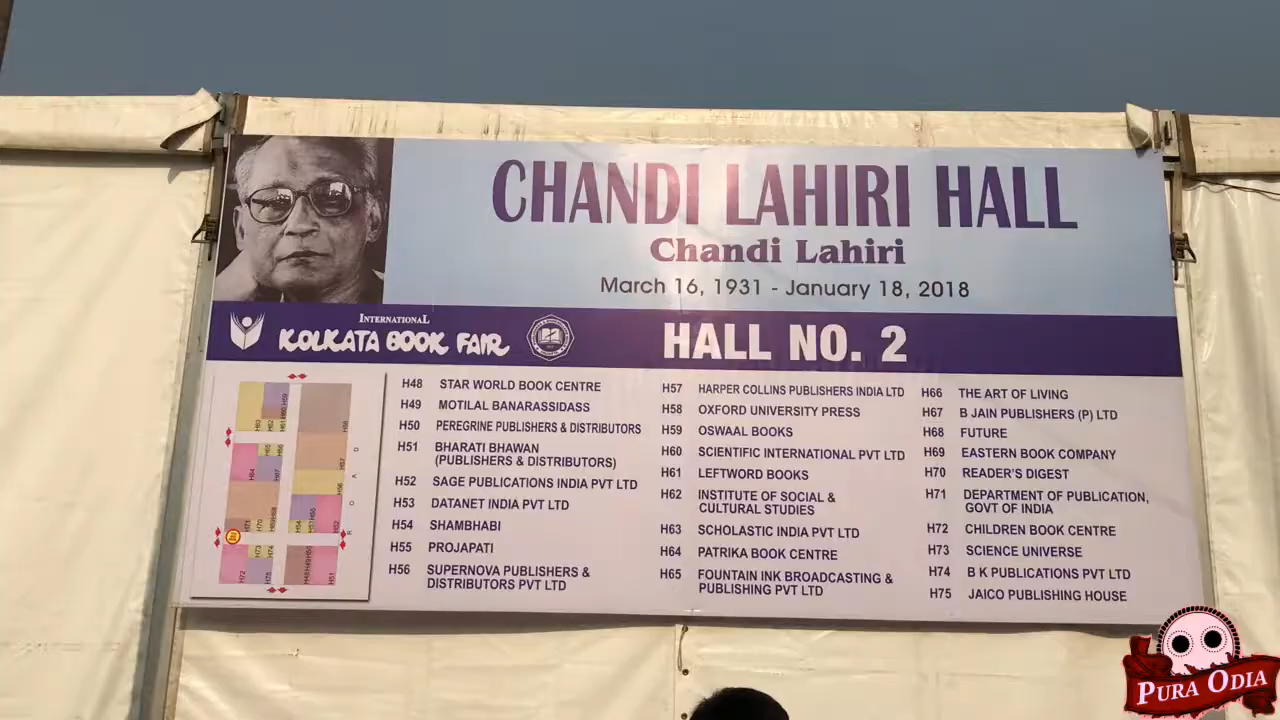 CHANDI LAHIRI HALL
Chandi Lahiri
March 16, 1931 - January 18, 2018
INTERNATIONAL
KOLKATA BOOK FAIR
HALL NO. 2
H48 STAR WORLD BOOK CENTRE
H49 MOTILAL BANARASSIDASS
H50 PEREGRINE PUBLISHERS & DISTRIBUTORS
H51 BHARATI BHAWAN
(PUBLISHERS & DISTRIBUTORS)
H52 SAGE PUBLICATIONS INDIA PVT LTD
H53 DATANET INDIA PVT LTD
H54 SHAMBHABI
H55 PROJAPATI
H56 SUPERNOVA PUBLISHERS &
DISTRIBUTORS PVT LTD
H57 HARPER COLLINS PUBLISHERS INDIA LTD
H58 OXFORD UNIVERSITY PRESS
H59 OSWAAL BOOKS
H60 SCIENTIFIC INTERNATIONAL PVT LTD
H61 LEFTWORD BOOKS
H62 INSTITUTE OF SOCIAL &
CULTURAL STUDIES
H63 SCHOLASTIC INDIA PVT LTD
H64 PATRIKA BOOK CENTRE
H65 FOUNTAIN INK BROADCASTING &
PUBLISHING PVT LTD
H66 THE ART OF LIVING
H67 B JAIN PUBLISHERS (P) LTD
H68 FUTURE
H69 EASTERN BOOK COMPANY
H70 READER'S DIGEST
H71 DEPARTMENT OF PUBLICATION,
GOVT OF INDIA
H72 CHILDREN BOOK CENTRE
H73 SCIENCE UNIVERSE
H74 B K PUBLICATIONS PVT LTD
H75 JAICO PUBLISHING HOUSE
ROAD
PURA ODIA